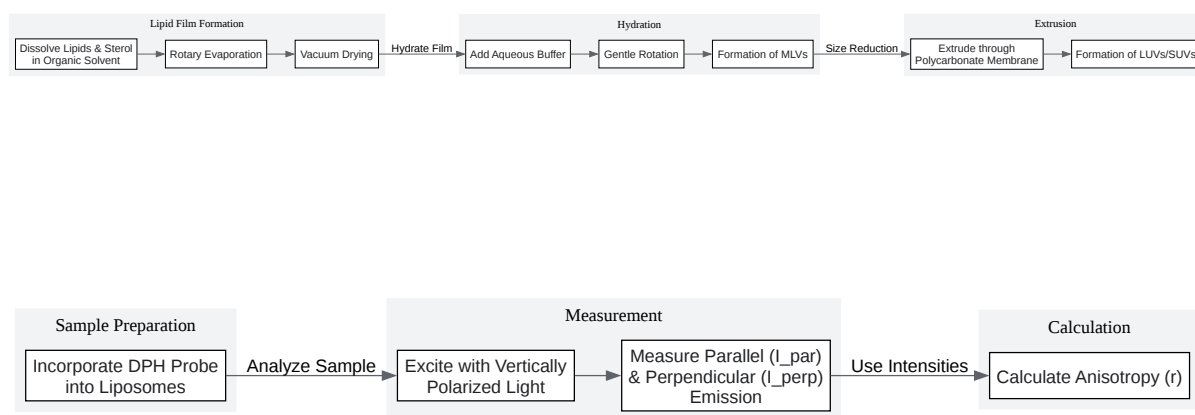 Lipid Film Formation
Dissolve Lipids & Sterol
in Organic Solvent
Rotary Evaporation
Vacuum Drying
Hydrate Film
Hydration
Add Aqueous Buffer
Gentle Rotation
Formation of MLVs
Size Reduction
Extrusion
Extrude through
Polycarbonate Membrane
Formation of LUVs/SUVs
Sample Preparation
Incorporate DPH Probe
into Liposomes
Analyze Sample
Measurement
Excite with Vertically
Polarized Light
Measure Parallel (I_par)
& Perpendicular (I_perp)
Emission
Use Intensities
Calculation
Calculate Anisotropy (r)